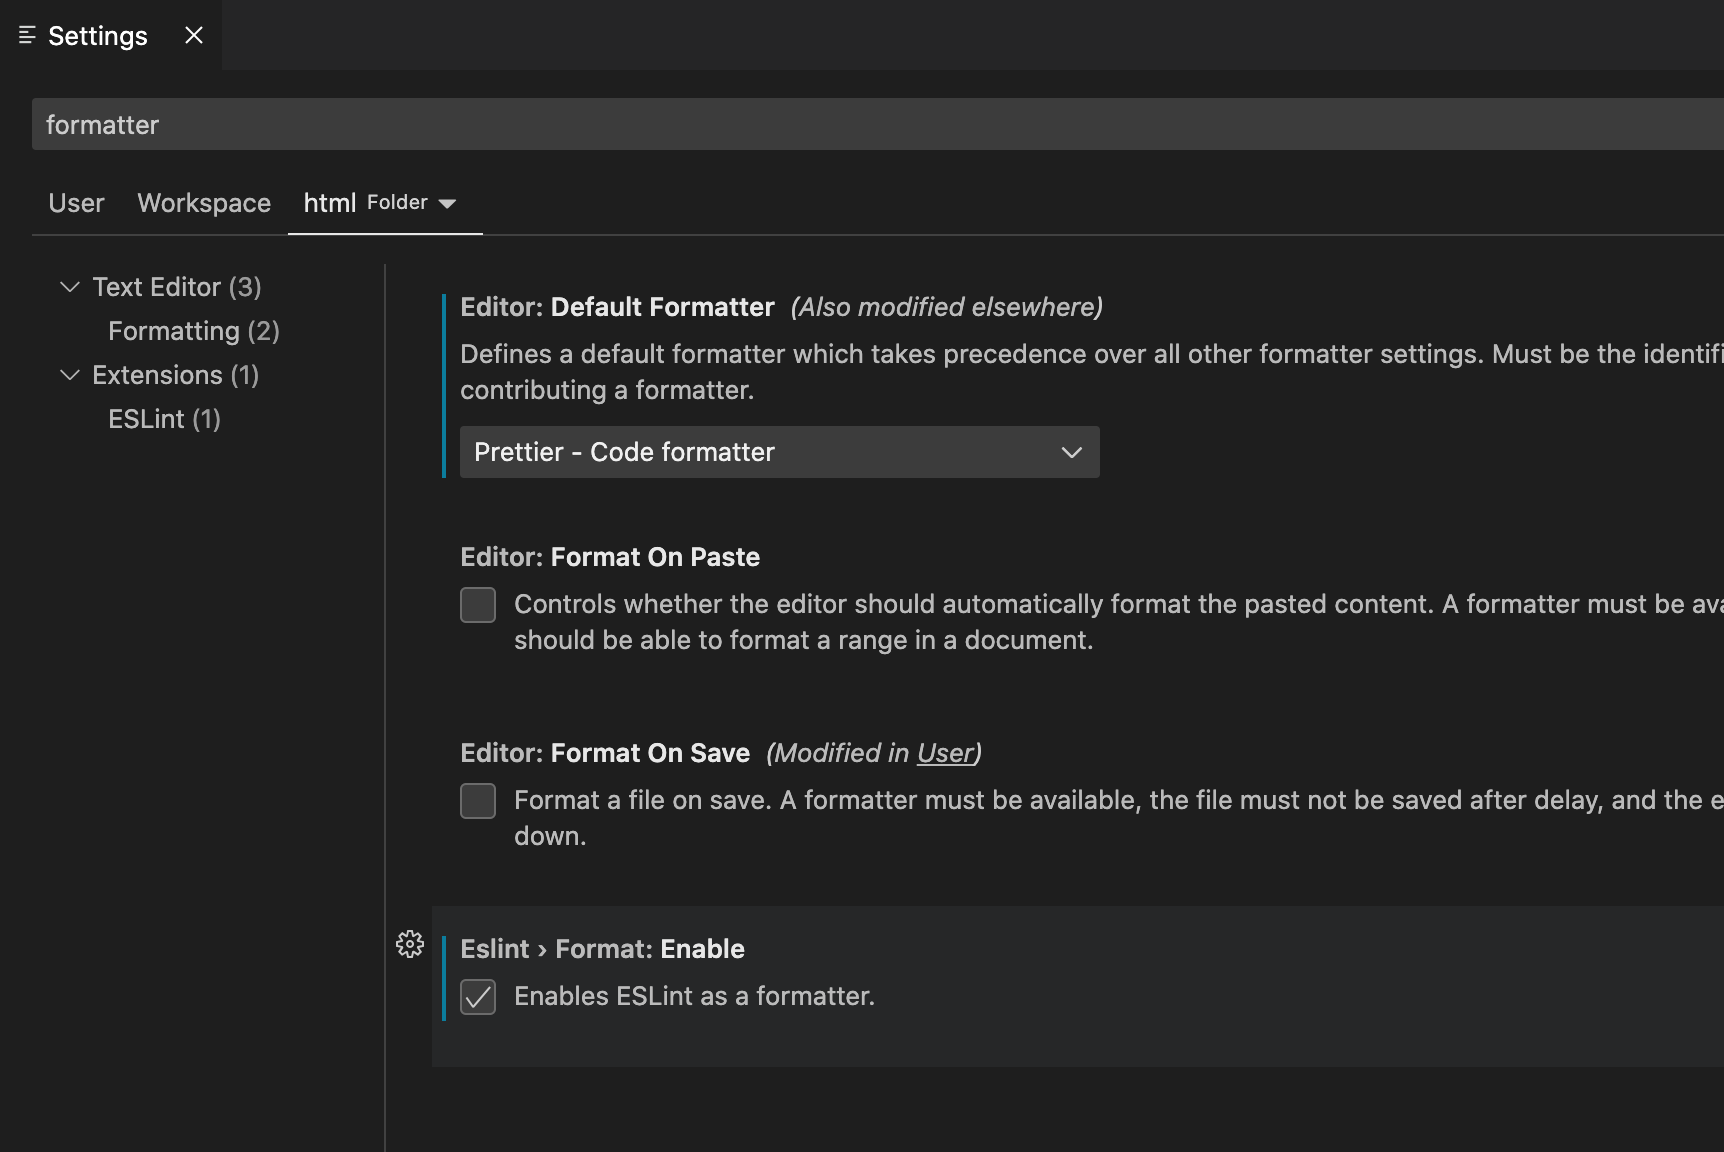 Settings
formatter
User Workspace html Folder
Text Editor (3)
Formatting (2)
Extensions (1)
ESLint (1)
Editor: Default Formatter (Also modified elsewhere)
Defines a default formatter which takes precedence over all other formatter settings. Must be the identifi
contributing a formatter.
Prettier - Code formatter
Editor: Format On Paste
Controls whether the editor should automatically format the pasted content. A formatter must be ava
should be able to format a range in a document.
Editor: Format On Save (Modified in User)
Format a file on save. A formatter must be available, the file must not be saved after delay, and the e
down.
Eslint › Format: Enable
Enables ESLint as a formatter.